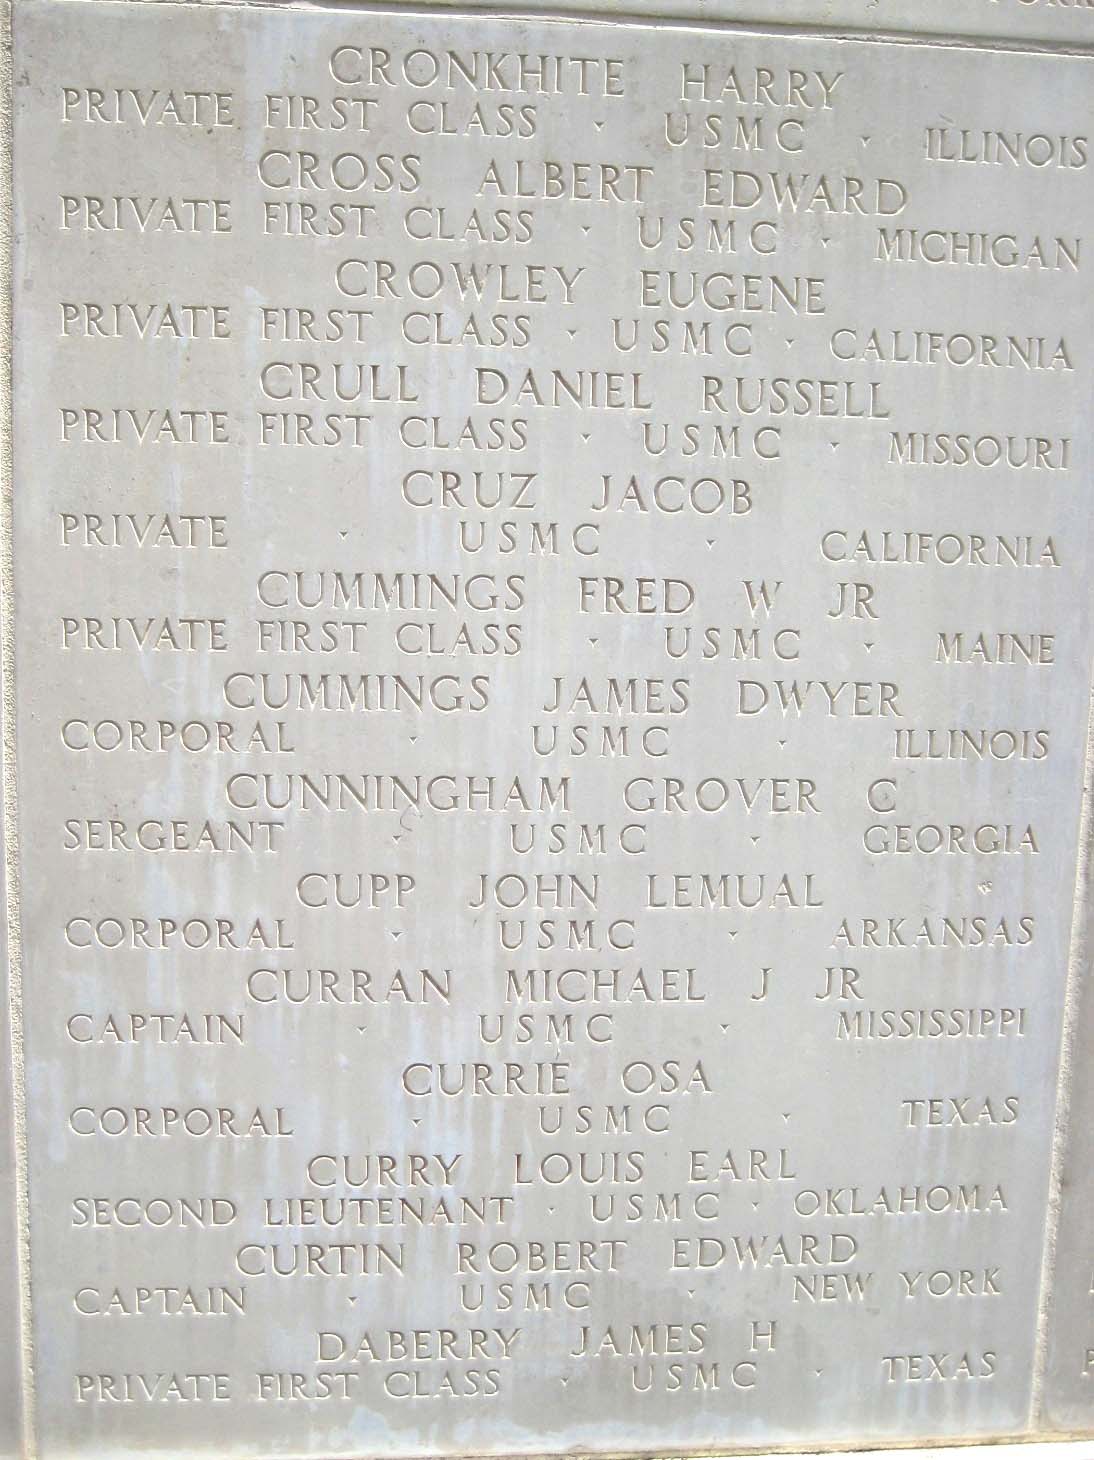 CRONKHITE HARRY
PRIVATE FIRST CLASS · USMC · ILLINOIS
CROSS ALBERT EDWARD
PRIVATE FIRST CLASS · USMC · MICHIGAN
CROWLEY EUGENE
PRIVATE FIRST CLASS · USMC · CALIFORNIA
CRULL DANIEL RUSSELL
PRIVATE FIRST CLASS · USMC · MISSOURI
CRUZ JACOB
PRIVATE · USMC · CALIFORNIA
CUMMINGS FRED W JR
PRIVATE FIRST CLASS · USMC · MAINE
CUMMINGS JAMES DWYER
CORPORAL · USMC · ILLINOIS
CUNNINGHAM GROVER C
SERGEANT · USMC · GEORGIA
CUPP JOHN LEMUAL
CORPORAL · USMC · ARKANSAS
CURRAN MICHAEL J JR
CAPTAIN · USMC · MISSISSIPPI
CURRIE OSA
CORPORAL · USMC · TEXAS
CURRY LOUIS EARL
SECOND LIEUTENANT · USMC · OKLAHOMA
CURTIN ROBERT EDWARD
CAPTAIN · USMC · NEW YORK
DABERRY JAMES H
PRIVATE FIRST CLASS · USMC · TEXAS